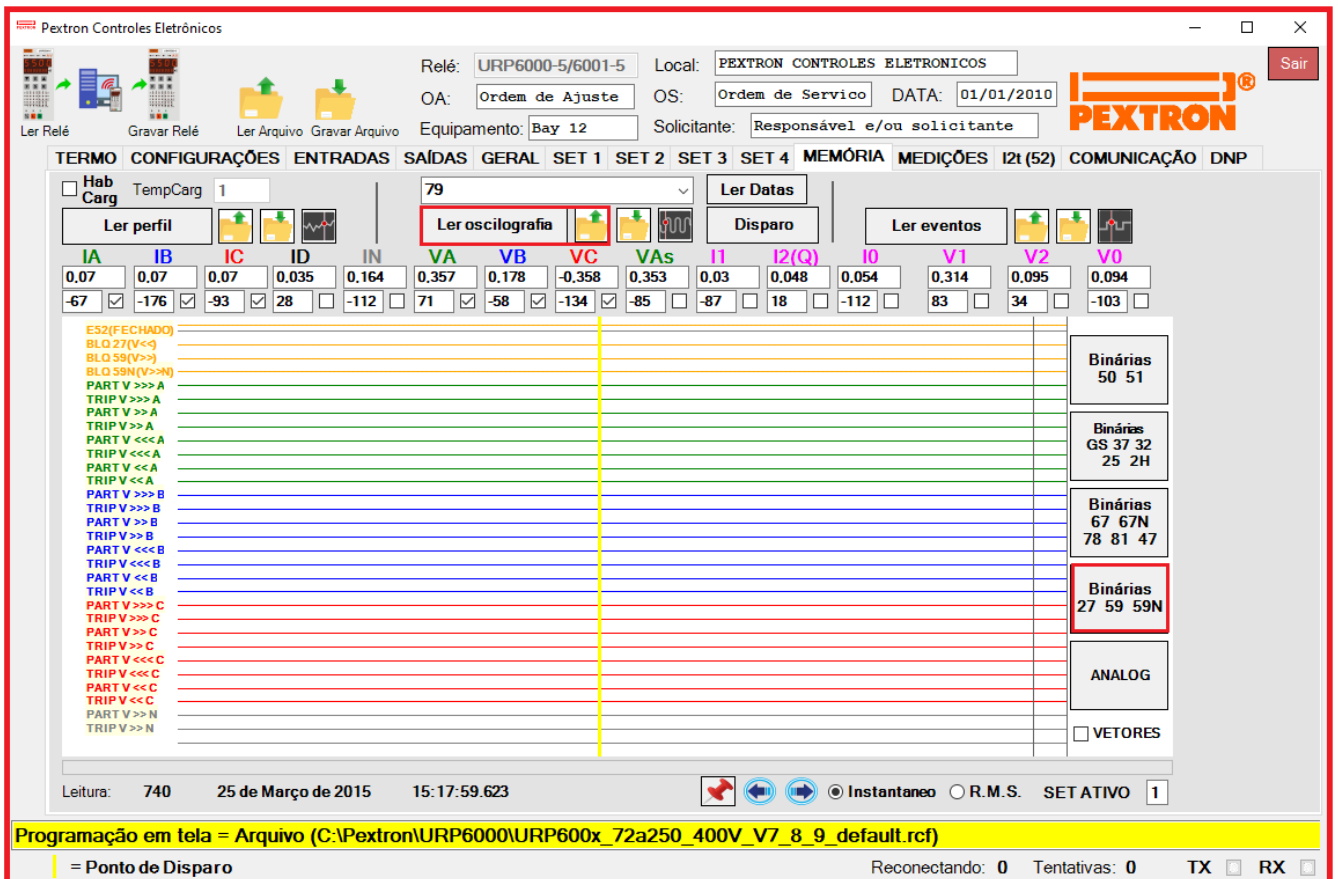 Pextron Controles Eletrônicos
Relé: URP6000-5/6001-5 Local: PEXTRON CONTROLES ELETRONICOS Sair
OA: Ordem de Ajuste OS: Ordem de Servico DATA: 01/01/2010
Ler Relé Gravar Relé Ler Arquivo Gravar Arquivo Equipamento: Bay 12 Solicitante: Responsável e/ou solicitante PEXTRON ®
TERMO CONFIGURAÇÕES ENTRADAS SAÍDAS GERAL SET 1 SET 2 SET 3 SET 4 MEMÓRIA MEDIÇÕES I2t (52) COMUNICAÇÃO DNP
Hab Carg TempCarg 1 79 Ler Datas
Ler perfil Ler oscilografia Disparo Ler eventos
IA IB IC ID IN VA VB VC VAs I1 I2(Q) I0 V1 V2 V0
0,07 0,07 0,07 0,035 0,164 0,357 0,178 -0,358 0,353 0,03 0,048 0,054 0,314 0,095 0,094
-67 -176 -93 28 -112 71 -58 -134 -85 -87 18 -112 83 34 -103
E52(FECHADO)
BLQ 27(V<<)
BLQ 59(V>>)
BLQ 59N(V>>N)
PART V >>> A
TRIP V >>> A
PART V >> A
TRIP V >> A
PART V <<< A
TRIP V <<< A
PART V << A
TRIP V << A
PART V >>> B
TRIP V >>> B
PART V >> B
TRIP V >> B
PART V <<< B
TRIP V <<< B
PART V << B
TRIP V << B
PART V >>> C
TRIP V >>> C
PART V >> C
TRIP V >> C
PART V <<< C
TRIP V <<< C
PART V << C
TRIP V << C
PART V >> N
TRIP V >> N
Binárias
50 51
Binárias
GS 37 32
25 2H
Binárias
67 67N
78 81 47
Binárias
27 59 59N
ANALOG
VETORES
Leitura: 740 25 de Março de 2015 15:17:59.623 Instantaneo R.M.S. SET ATIVO 1
Programação em tela = Arquivo (C:\Pextron\URP6000\URP600x_72a250_400V_V7_8_9_default.rcf)
= Ponto de Disparo Reconectando: 0 Tentativas: 0 TX RX